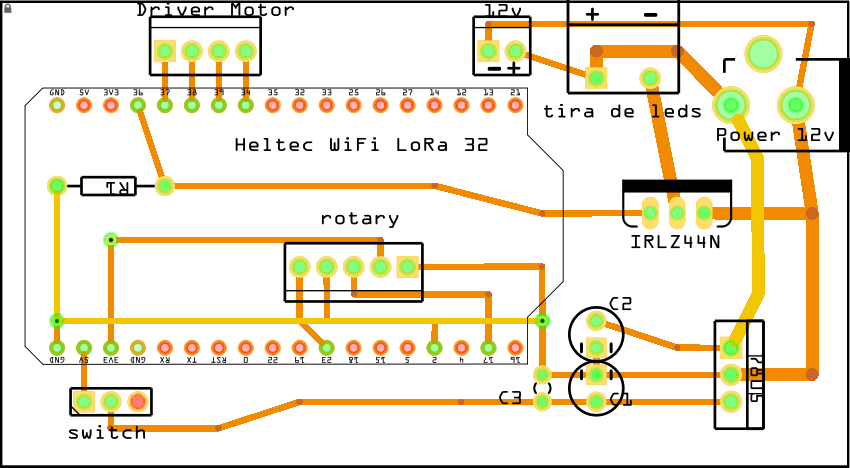 Driver Motor
12v
+ -
- +
GND 5V 3V3 36 37 38 39 34 35 32 33 25 26 27 14 12 13 21
tira de leds
Power 12v
Heltec WiFi LoRa 32
R1
rotary
IRLZ44N
C2
GND 5V 3V3 GND RX TX RST 0 22 19 23 18 15 5 2 4 17 16
7805
C3
C1
switch